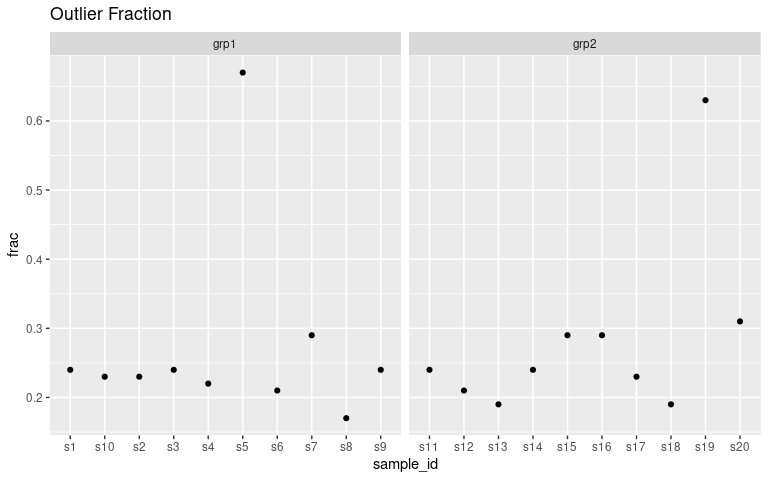 Outlier Fraction
grp1 grp2
0.6
0.5
0.4
0.3
0.2
frac
s1 s10 s2 s3 s4 s5 s6 s7 s8 s9 s11 s12 s13 s14 s15 s16 s17 s18 s19 s20
sample_id